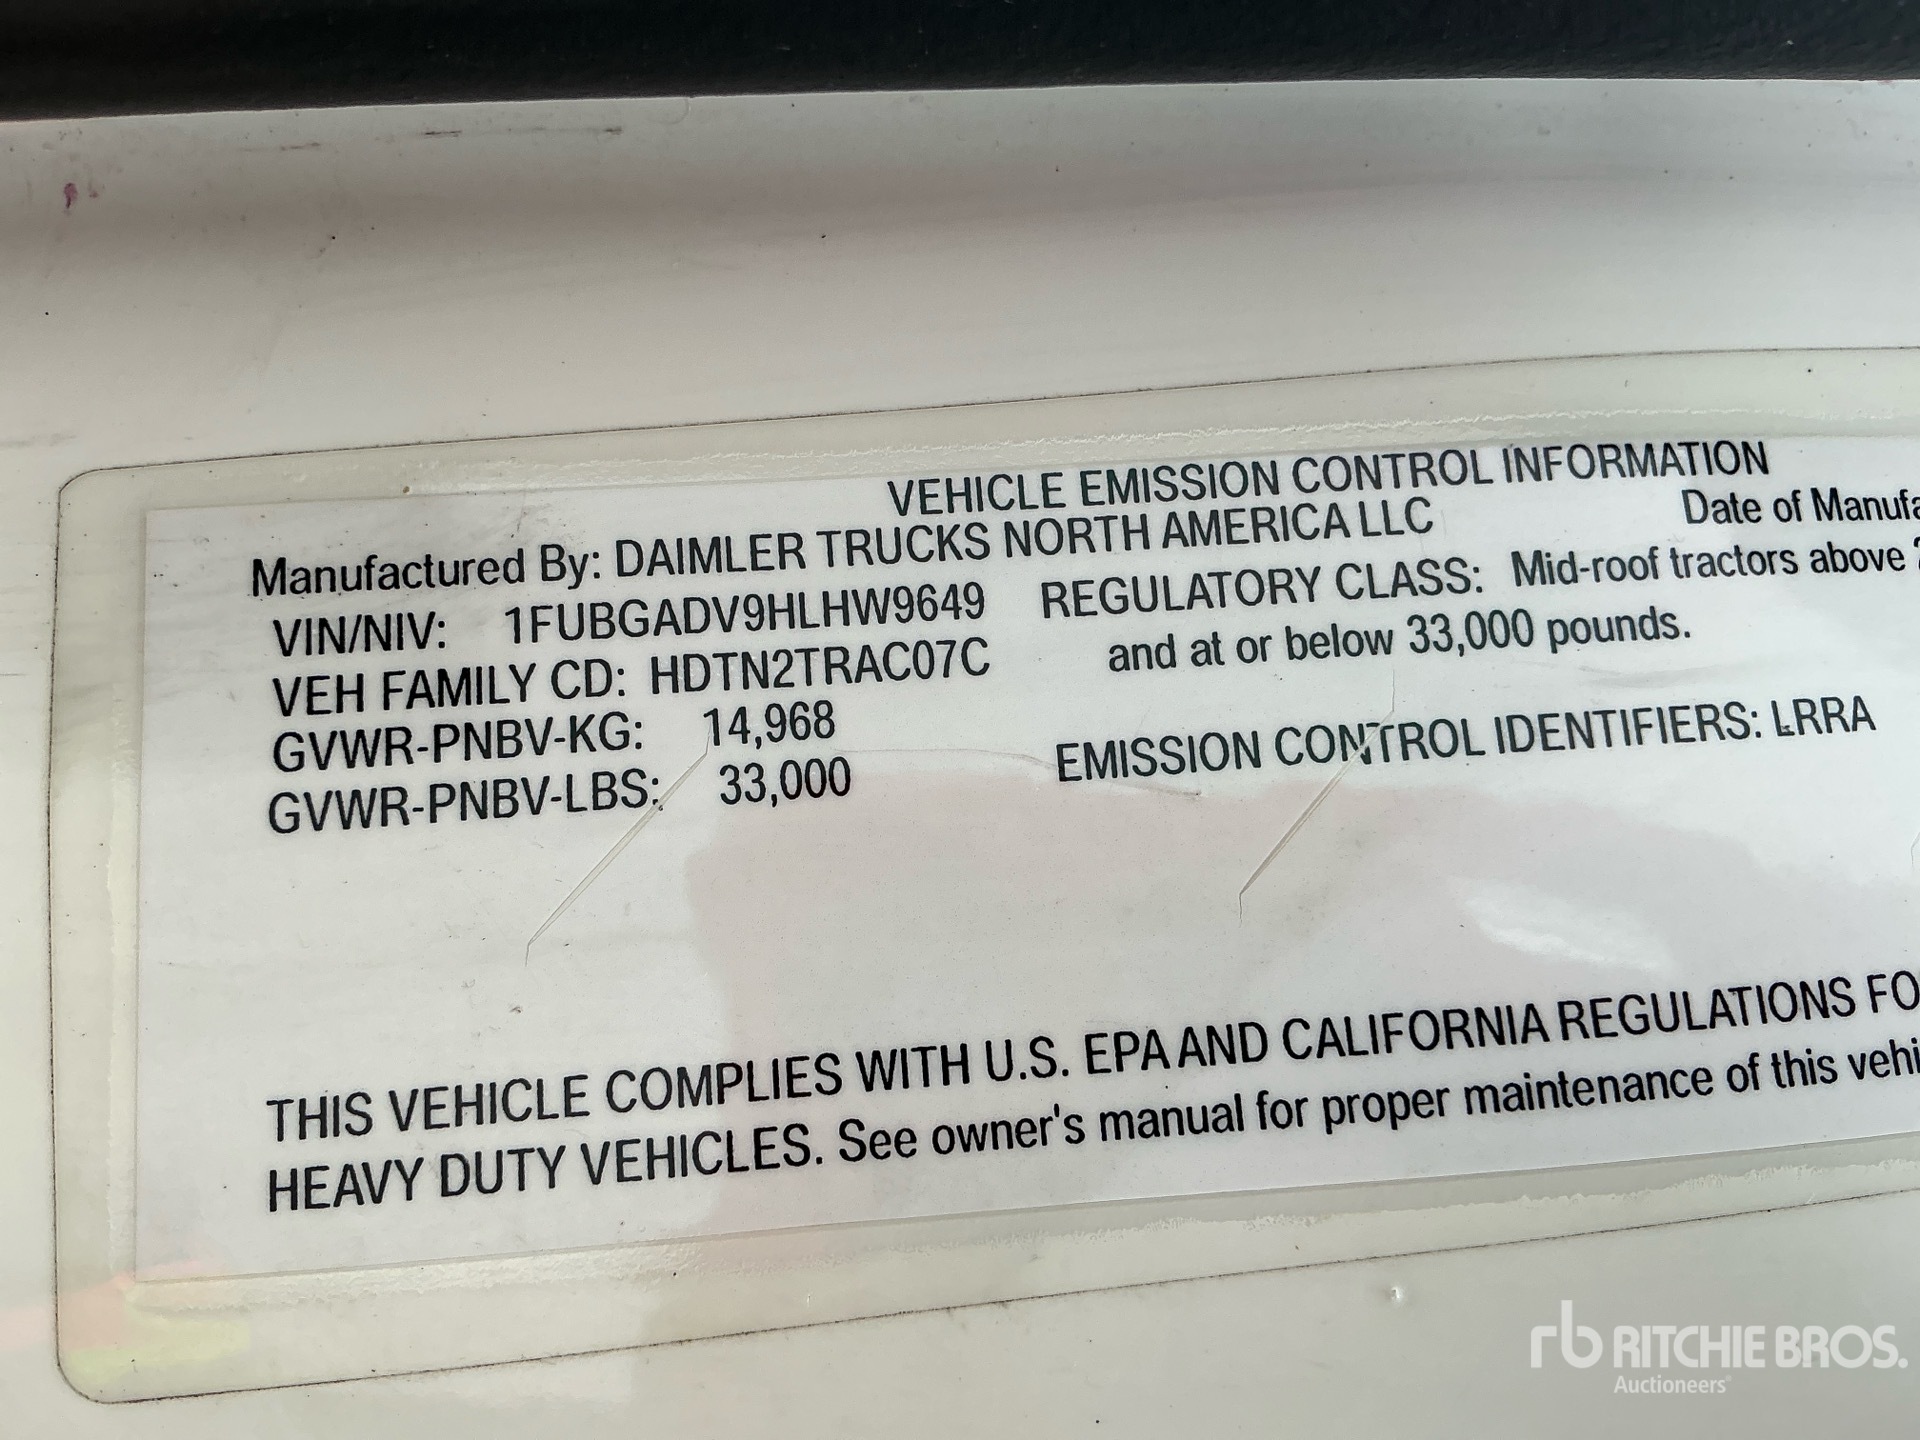 VEHICLE EMISSION CONTROL INFORMATION
Manufactured By: DAIMLER TRUCKS NORTH AMERICA LLC
Date of Manufa
VIN/NIV: 1FUBGADV9HLHW9649
REGULATORY CLASS: Mid-roof tractors above
and at or below 33,000 pounds.
VEH FAMILY CD: HDTN2TRAC07C
GVWR-PNBV-KG: 14,968
GVWR-PNBV-LBS: 33,000
EMISSION CONTROL IDENTIFIERS: LRRA
THIS VEHICLE COMPLIES WITH U.S. EPA AND CALIFORNIA REGULATIONS FO
HEAVY DUTY VEHICLES. See owner's manual for proper maintenance of this vehi
rb RITCHIE BROS.
Auctioneers